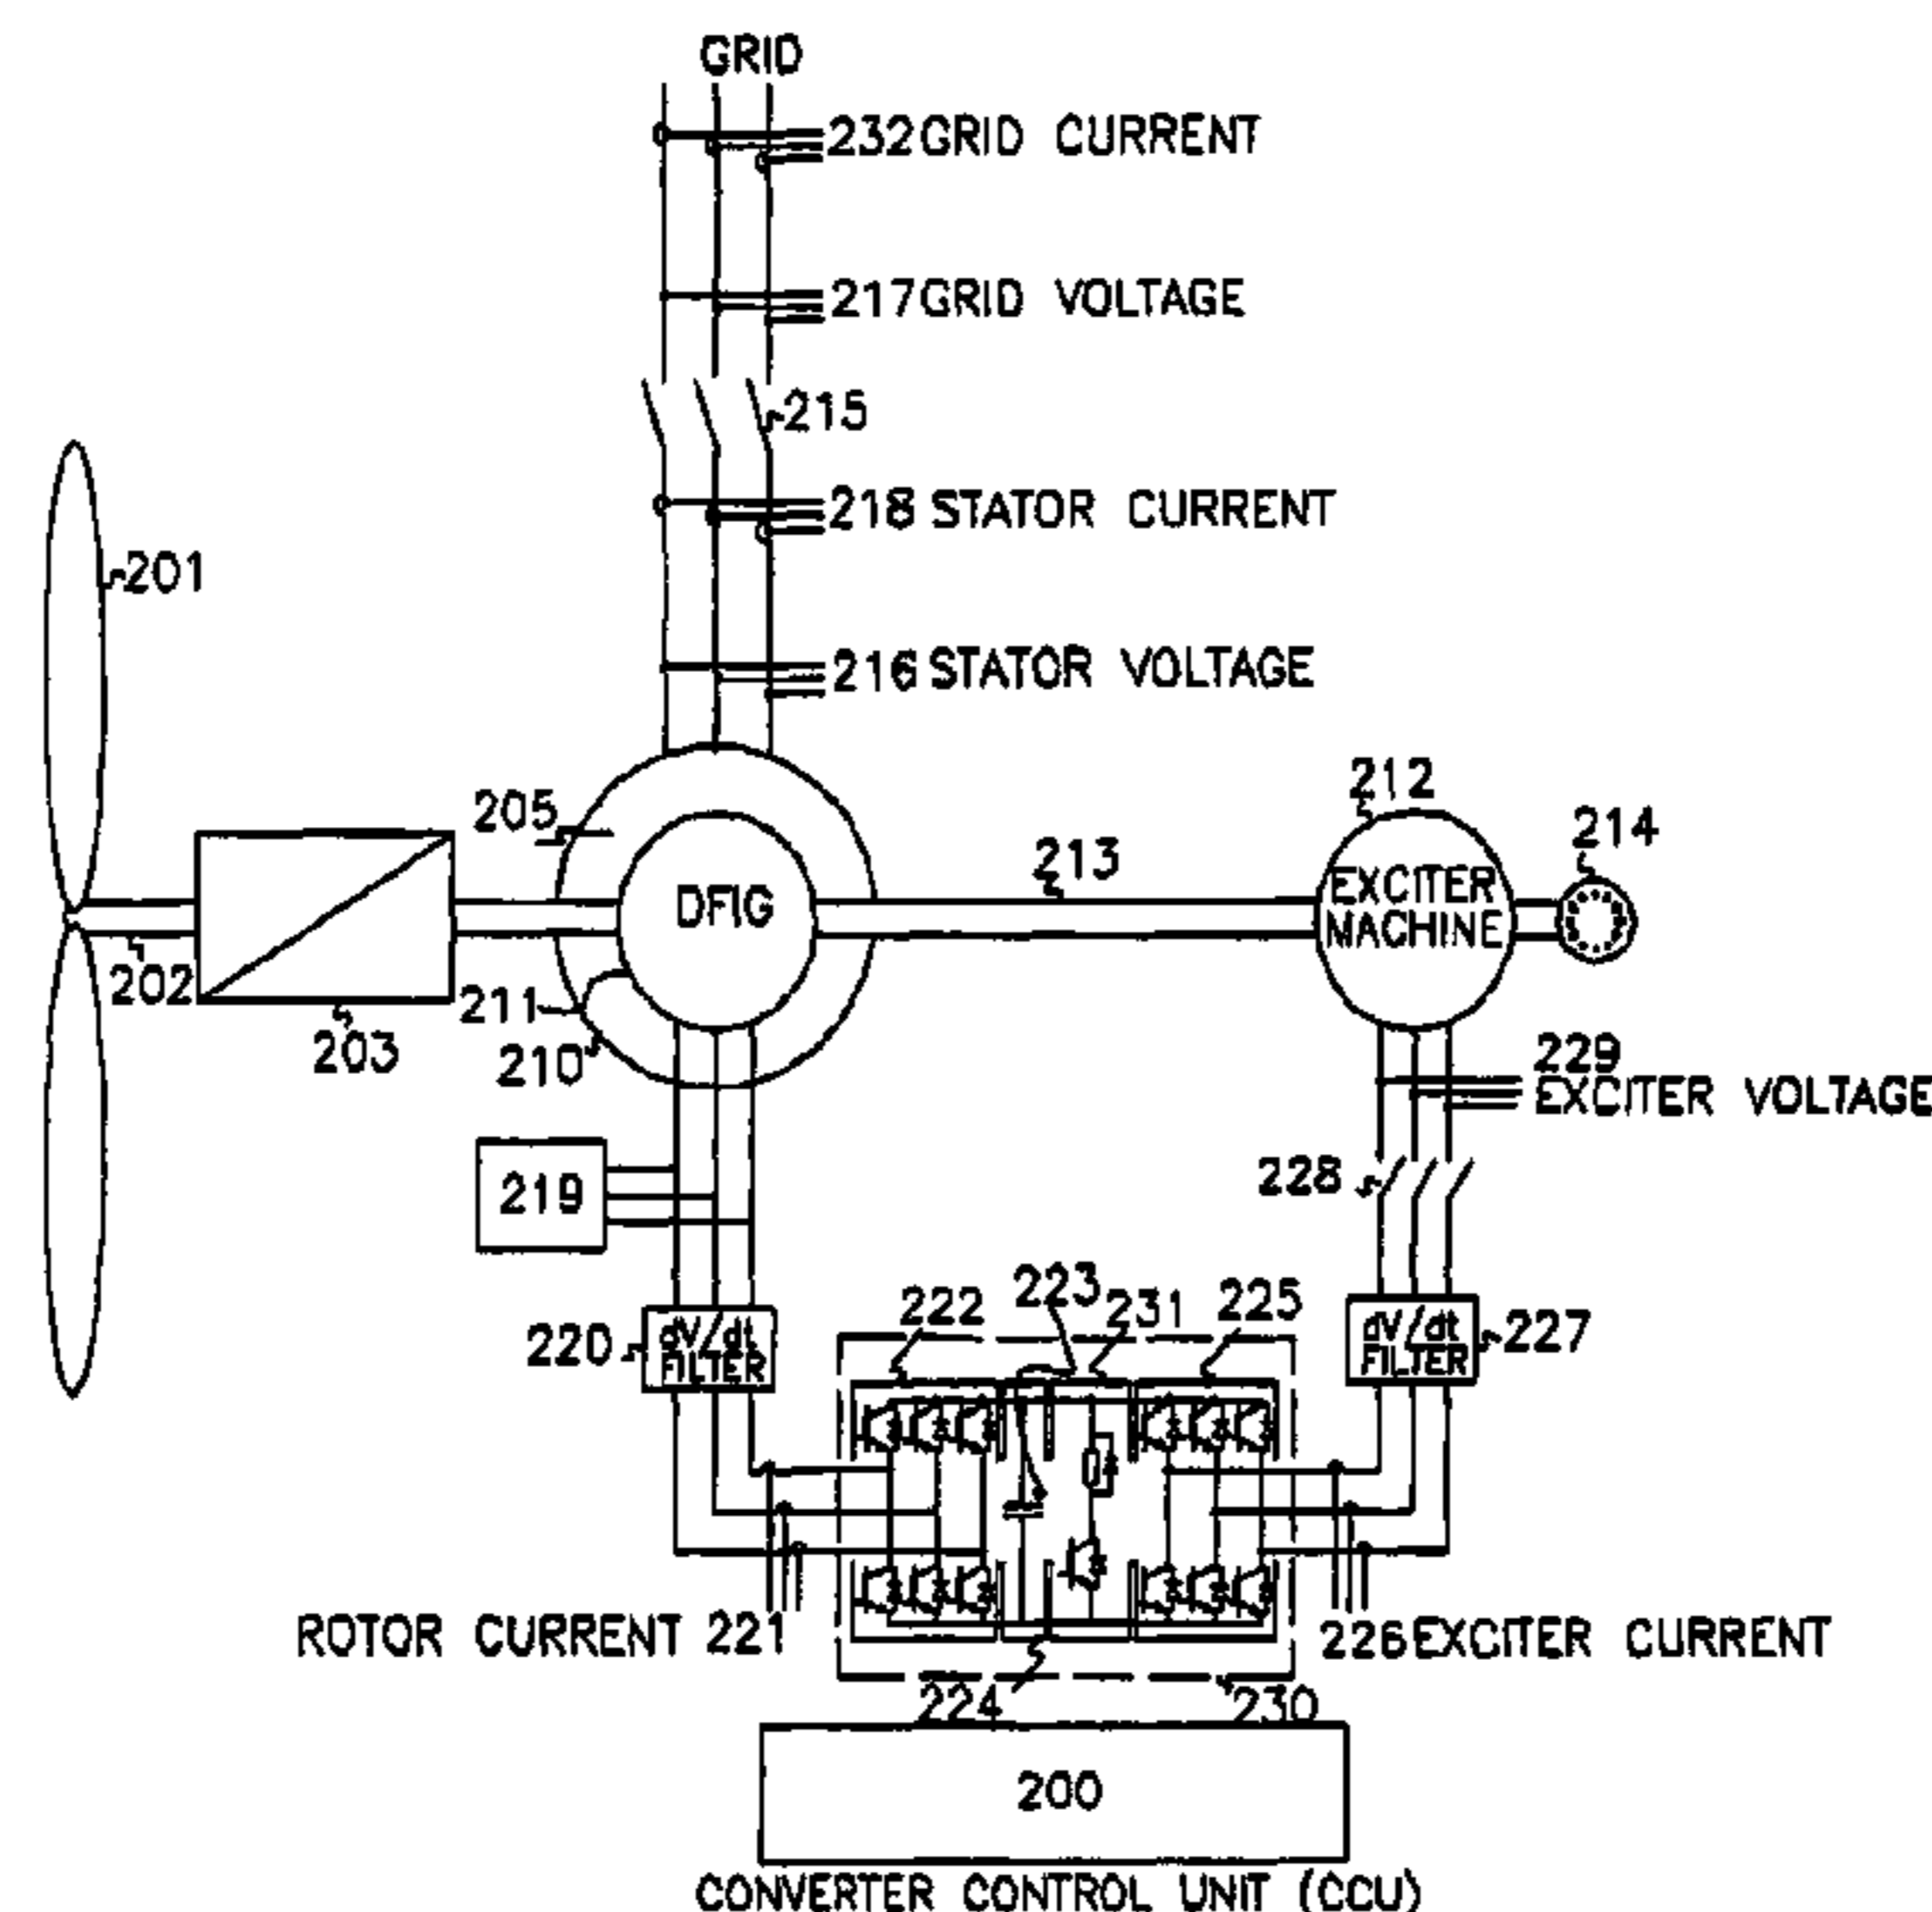 GRID
232 GRID CURRENT
217 GRID VOLTAGE
215
218 STATOR CURRENT
201
216 STATOR VOLTAGE
212
205
214
213
DFIG
EXCITER
MACHINE
202
211
203
210
229
EXCITER VOLTAGE
228
219
223
222
231
225
220
dV/dt
FILTER
dV/dt
FILTER
227
ROTOR CURRENT 221
226 EXCITER CURRENT
224
230
200
CONVERTER CONTROL UNIT (CCU)